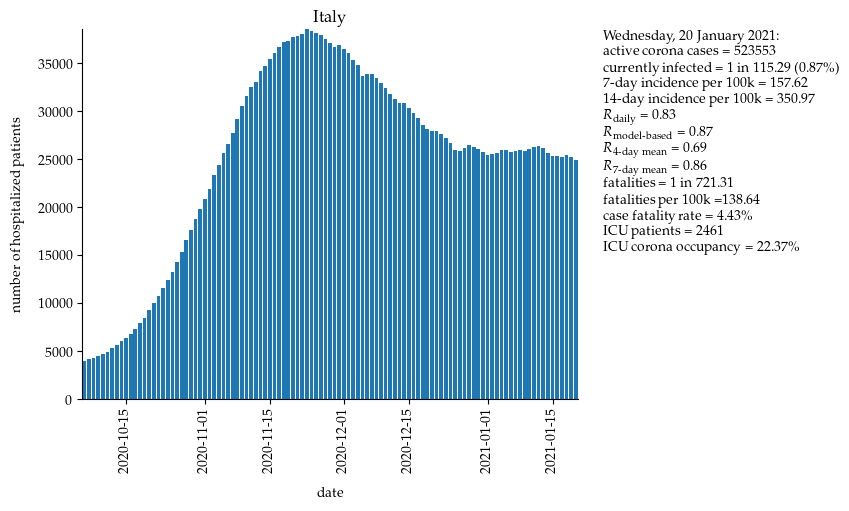 Italy
35000
30000
25000
20000
15000
10000
5000
0
number of hospitalized patients
2020-10-15
2020-11-01
2020-11-15
2020-12-01
2020-12-15
2021-01-01
2021-01-15
date
Wednesday, 20 January 2021:
active corona cases = 523553
currently infected = 1 in 115.29 (0.87%)
7-day incidence per 100k = 157.62
14-day incidence per 100k = 350.97
R daily = 0.83
R model-based = 0.87
R 4-day mean = 0.69
R 7-day mean = 0.86
fatalities = 1 in 721.31
fatalities per 100k =138.64
case fatality rate = 4.43%
ICU patients = 2461
ICU corona occupancy = 22.37%